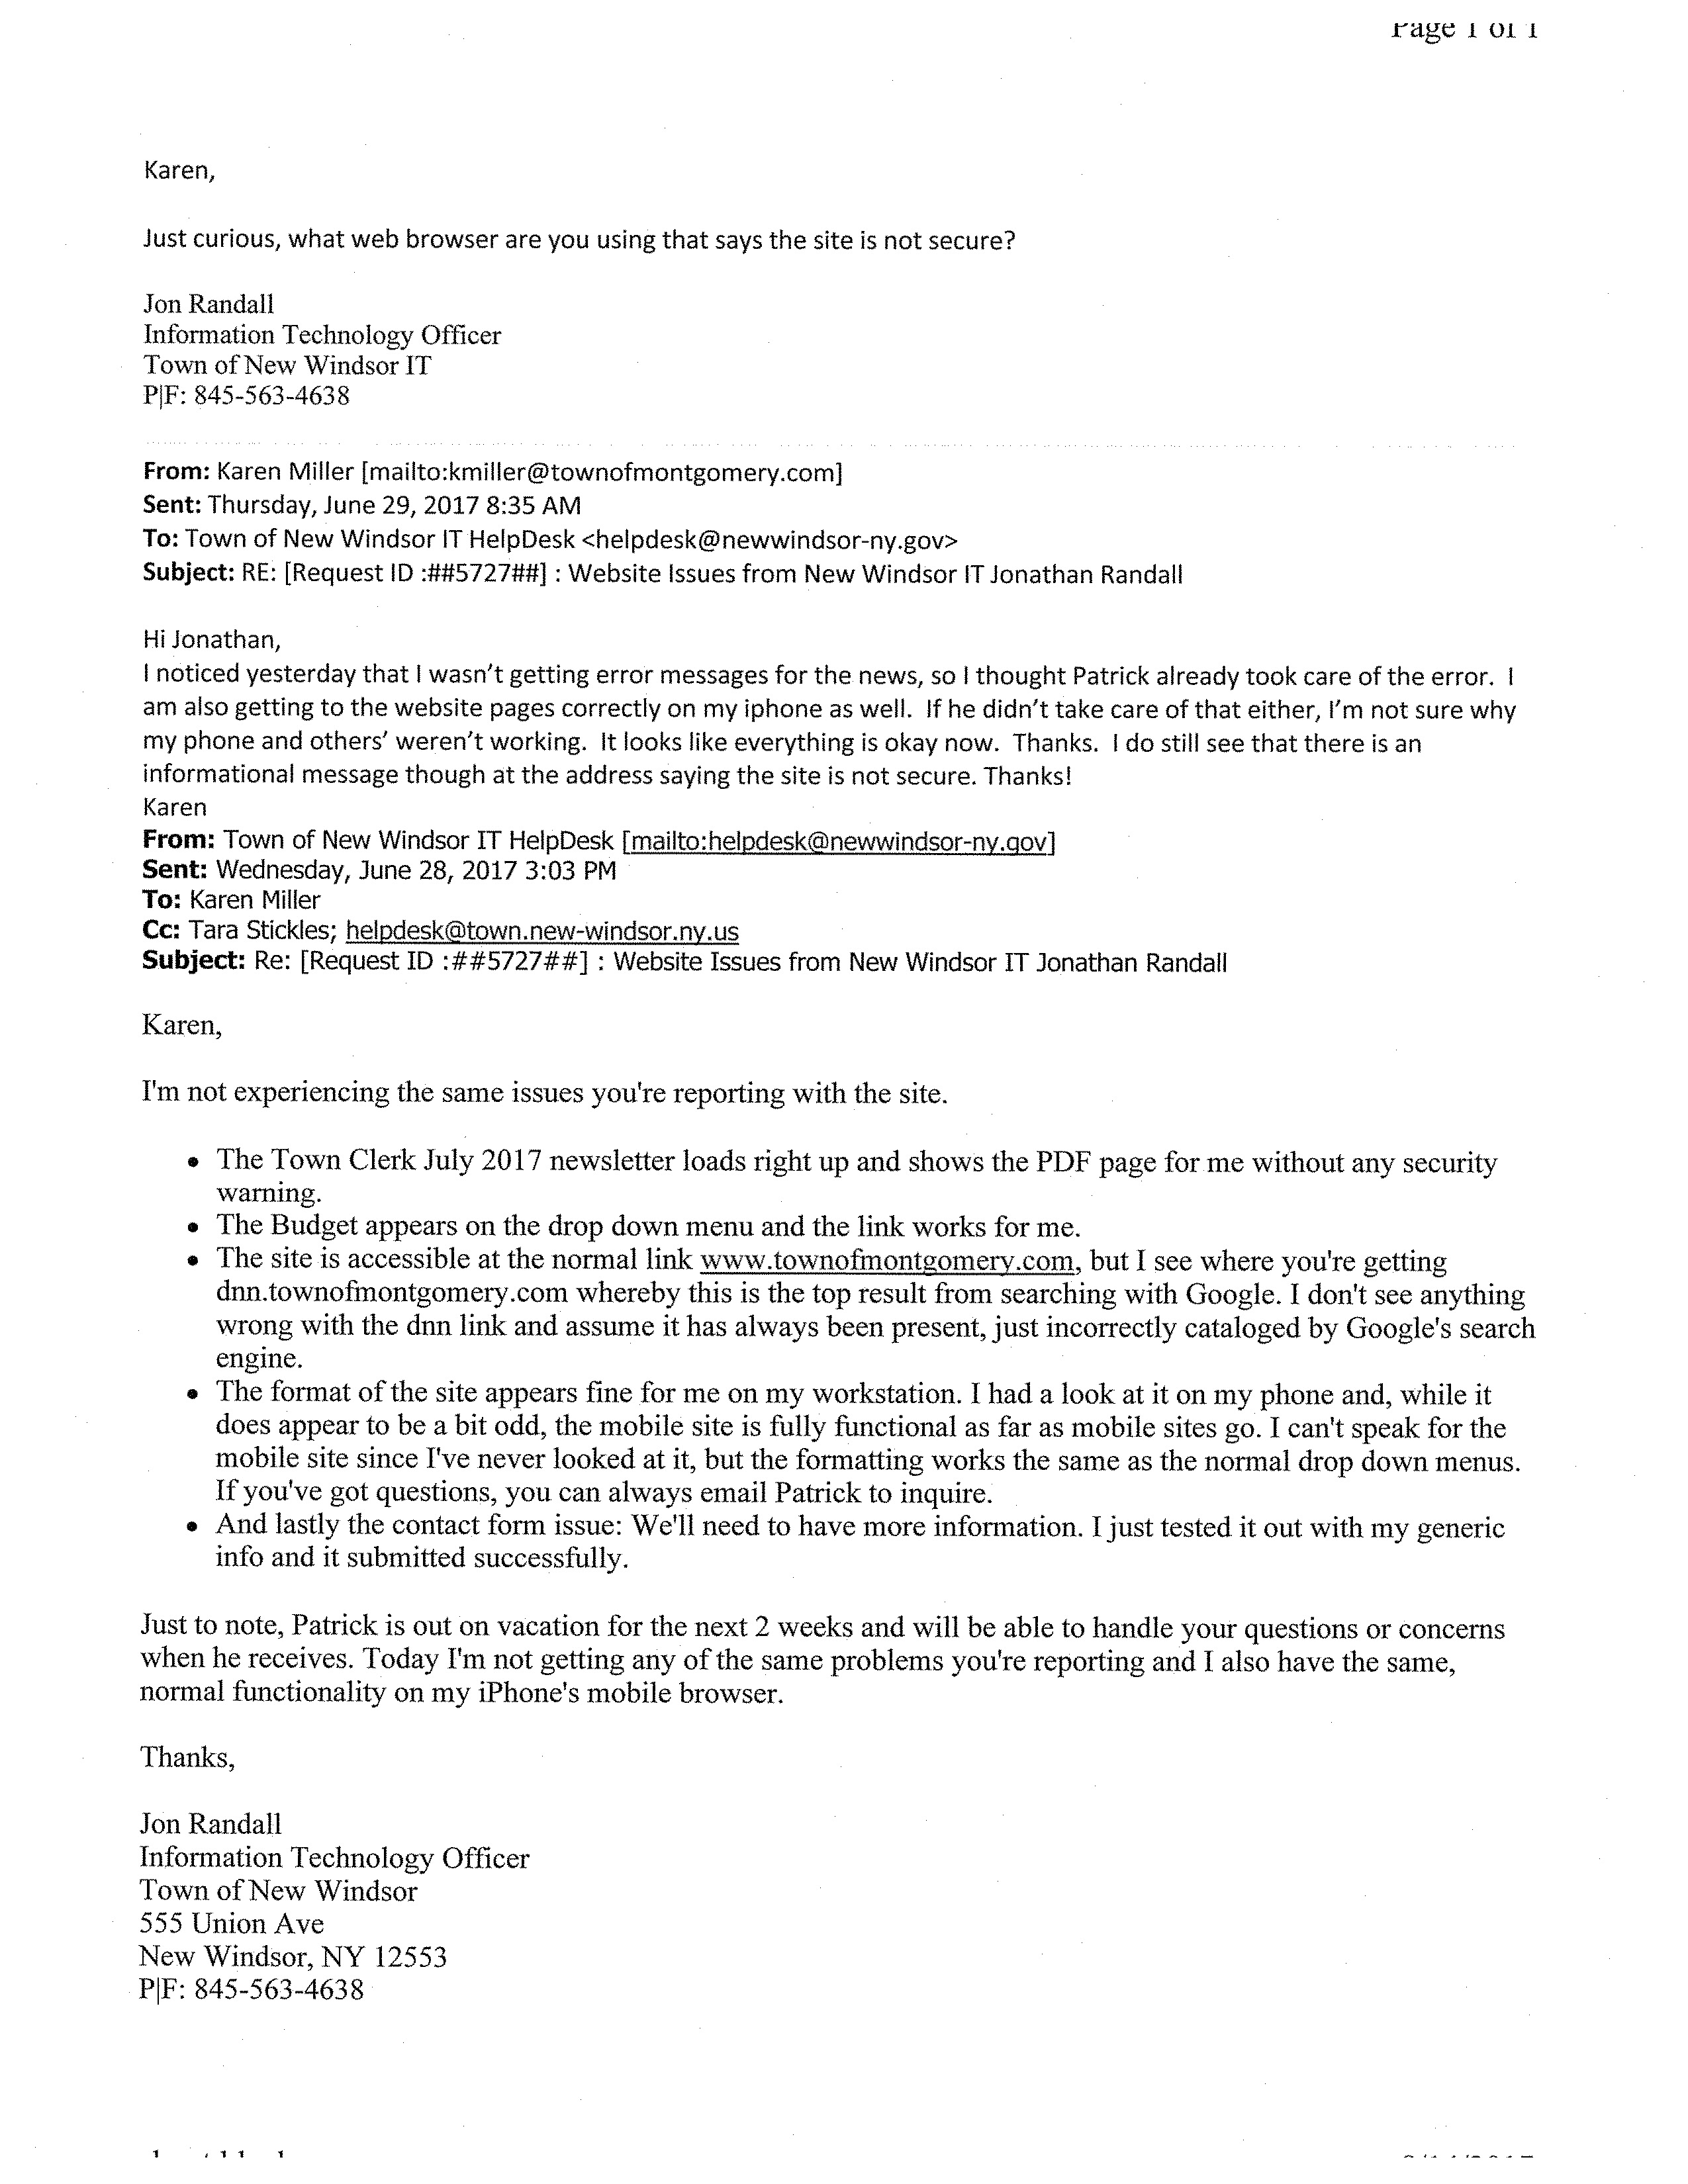 Page 1 of 1
Karen,
Just curious, what web browser are you using that says the site is not secure?
Jon Randall
Information Technology Officer
Town of New Windsor IT
P|F: 845-563-4638
From: Karen Miller [mailto:kmiller@townofmontgomery.com]
Sent: Thursday, June 29, 2017 8:35 AM
To: Town of New Windsor IT HelpDesk <helpdesk@newwindsor-ny.gov>
Subject: RE: [Request ID :##5727##] : Website Issues from New Windsor IT Jonathan Randall
Hi Jonathan,
I noticed yesterday that I wasn't getting error messages for the news, so I thought Patrick already took care of the error.  I
am also getting to the website pages correctly on my iphone as well.  If he didn't take care of that either, I'm not sure why
my phone and others' weren't working.  It looks like everything is okay now.  Thanks.  I do still see that there is an
informational message though at the address saying the site is not secure. Thanks!
Karen
From: Town of New Windsor IT HelpDesk [mailto:helpdesk@newwindsor-ny.gov]
Sent: Wednesday, June 28, 2017 3:03 PM
To: Karen Miller
Cc: Tara Stickles; helpdesk@town.new-windsor.ny.us
Subject: Re: [Request ID :##5727##] : Website Issues from New Windsor IT Jonathan Randall
Karen,
I'm not experiencing the same issues you're reporting with the site.
• The Town Clerk July 2017 newsletter loads right up and shows the PDF page for me without any security
warning.
• The Budget appears on the drop down menu and the link works for me.
• The site is accessible at the normal link www.townofmontgomery.com, but I see where you're getting
dnn.townofmontgomery.com whereby this is the top result from searching with Google. I don't see anything
wrong with the dnn link and assume it has always been present, just incorrectly cataloged by Google's search
engine.
• The format of the site appears fine for me on my workstation. I had a look at it on my phone and, while it
does appear to be a bit odd, the mobile site is fully functional as far as mobile sites go. I can't speak for the
mobile site since I've never looked at it, but the formatting works the same as the normal drop down menus.
If you've got questions, you can always email Patrick to inquire.
• And lastly the contact form issue: We'll need to have more information. I just tested it out with my generic
info and it submitted successfully.
Just to note, Patrick is out on vacation for the next 2 weeks and will be able to handle your questions or concerns
when he receives. Today I'm not getting any of the same problems you're reporting and I also have the same,
normal functionality on my iPhone's mobile browser.
Thanks,
Jon Randall
Information Technology Officer
Town of New Windsor
555 Union Ave
New Windsor, NY 12553
P|F: 845-563-4638